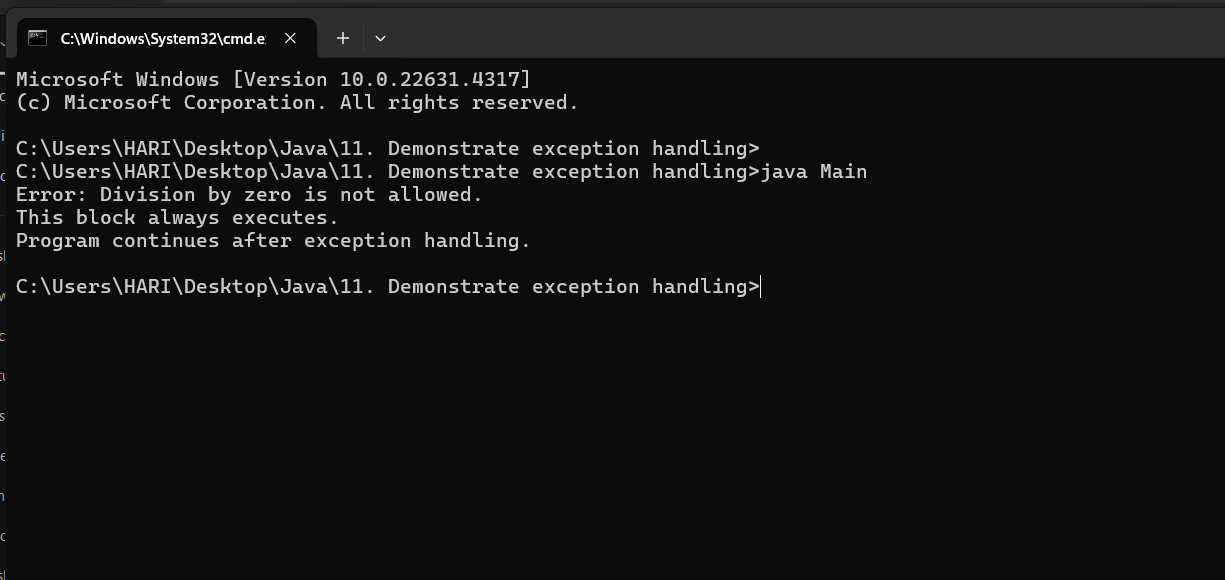 C:\Windows\System32\cmd.e
Microsoft Windows [Version 10.0.22631.4317]
(c) Microsoft Corporation. All rights reserved.
C:\Users\HARI\Desktop\Java\11. Demonstrate exception handling>
C:\Users\HARI\Desktop\Java\11. Demonstrate exception handling>java Main
Error: Division by zero is not allowed.
This block always executes.
Program continues after exception handling.
C:\Users\HARI\Desktop\Java\11. Demonstrate exception handling>